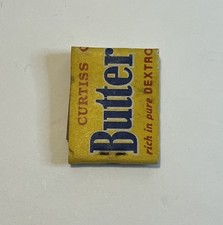 CURTISS C
Butter
rich in pure DEXTRO